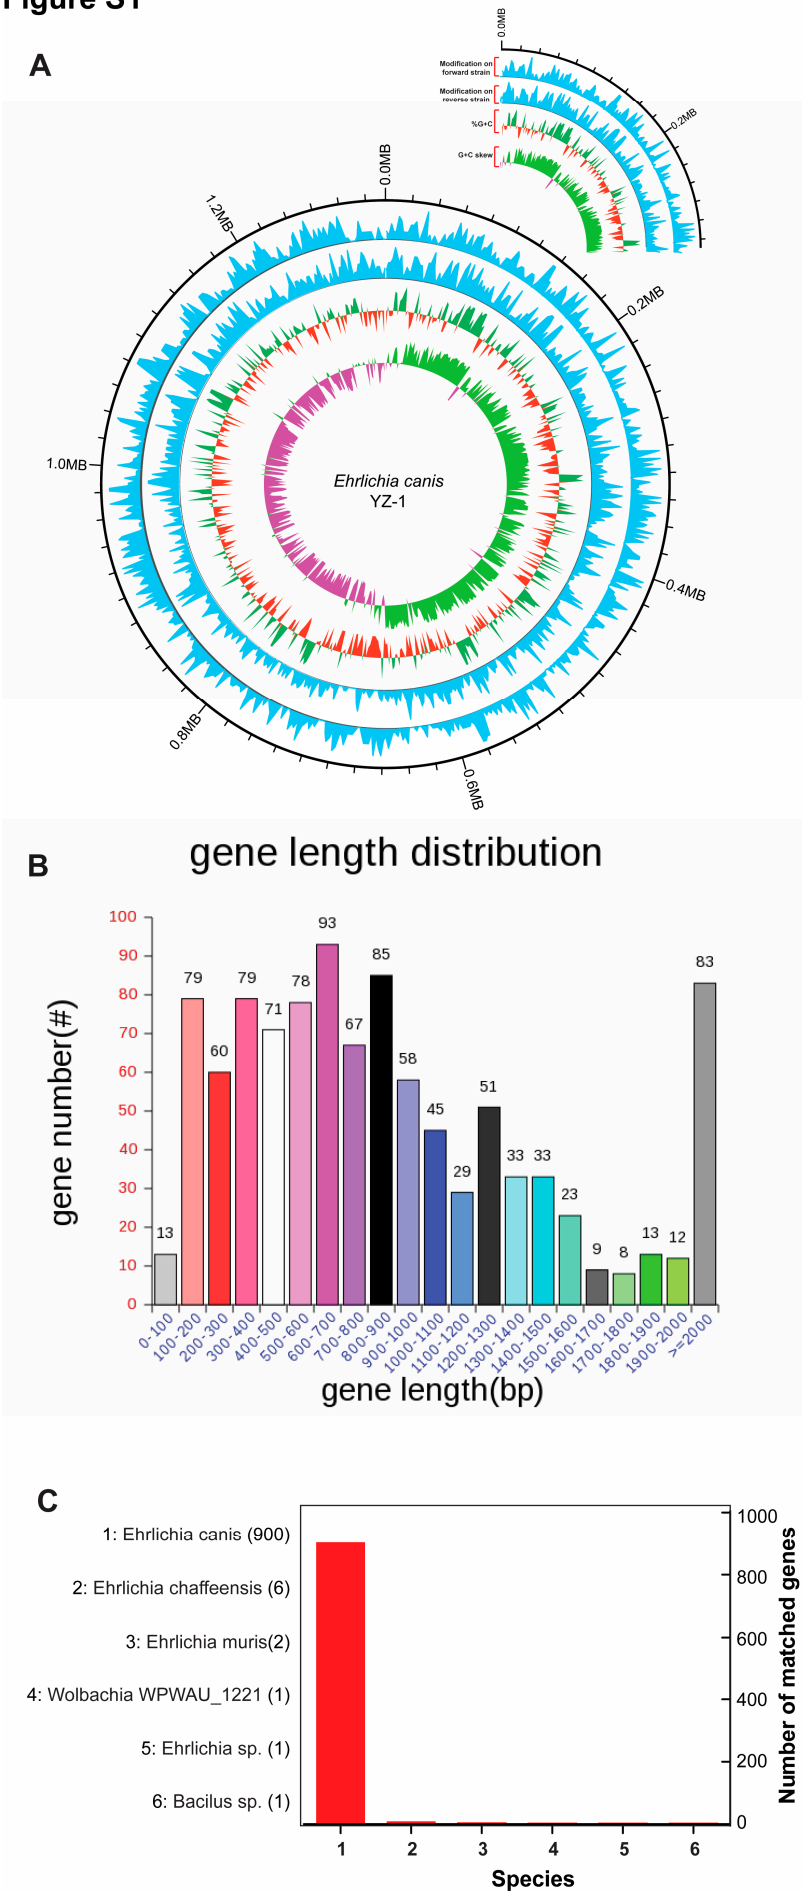 Figure S1
A
0.0MB
Modification on
forward strain
Modification on
reverse strain
%G+C
G+C skew
0.2MB
0.0MB
1.2MB
0.2MB
1.0MB
Ehrlichia canis
YZ-1
0.4MB
0.8MB
0.6MB
B
gene length distribution
gene number(#)
100
90
80
70
60
50
40
30
20
10
0
13
79
60
79
71
78
93
67
85
58
45
29
51
33
33
23
9
8
13
12
83
0-100
100-200
200-300
300-400
400-500
500-600
600-700
700-800
800-900
900-1000
1000-1100
1100-1200
1200-1300
1300-1400
1400-1500
1500-1600
1600-1700
1700-1800
1800-1900
1900-2000
>=2000
gene length(bp)
C
1: Ehrlichia canis (900)
2: Ehrlichia chaffeensis (6)
3: Ehrlichia muris(2)
4: Wolbachia WPWAU_1221 (1)
5: Ehrlichia sp. (1)
6: Bacilus sp. (1)
1000
800
600
400
200
0
Number of matched genes
1 2 3 4 5 6
Species